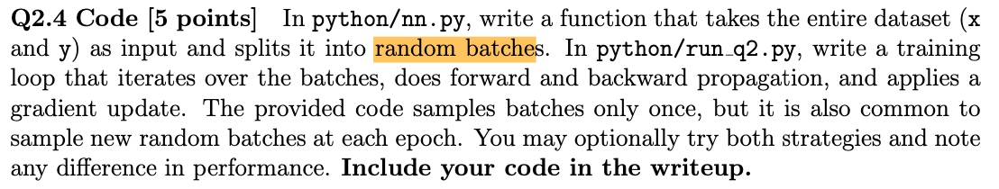 Q2.4 Code [5 points] In python/nn.py, write a function that takes the entire dataset (x
and y) as input and splits it into random batches. In python/run_q2.py, write a training
loop that iterates over the batches, does forward and backward propagation, and applies a
gradient update. The provided code samples batches only once, but it is also common to
sample new random batches at each epoch. You may optionally try both strategies and note
any difference in performance. Include your code in the writeup.